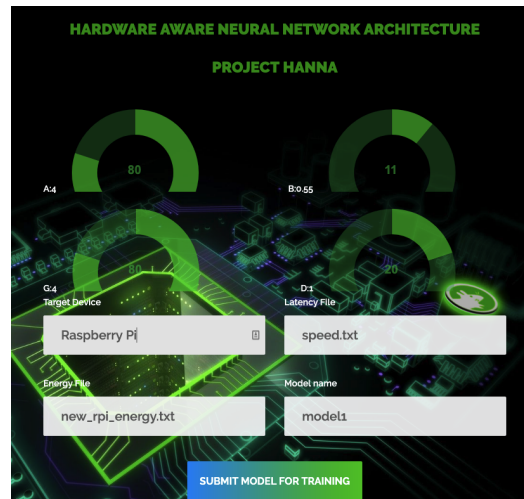 HARDWARE AWARE NEURAL NETWORK ARCHITECTURE
PROJECT HANNA
80
11
A:4
B:0.55
80
20
G:4
D:1
Target Device
Latency File
Raspberry Pi
speed.txt
Energy File
Model name
new_rpi_energy.txt
model1
SUBMIT MODEL FOR TRAINING